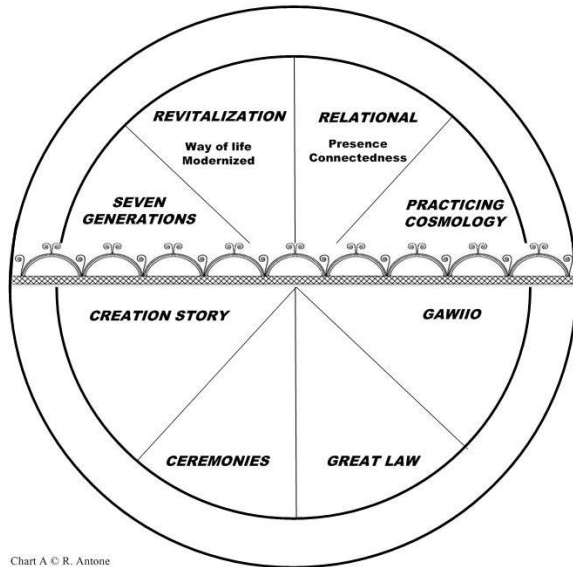 REVITALIZATION
Way of life
Modernized
RELATIONAL
Presence
Connectedness
SEVEN
GENERATIONS
PRACTICING
COSMOLOGY
CREATION STORY
GAWIIO
CEREMONIES
GREAT LAW
Chart A © R. Antone